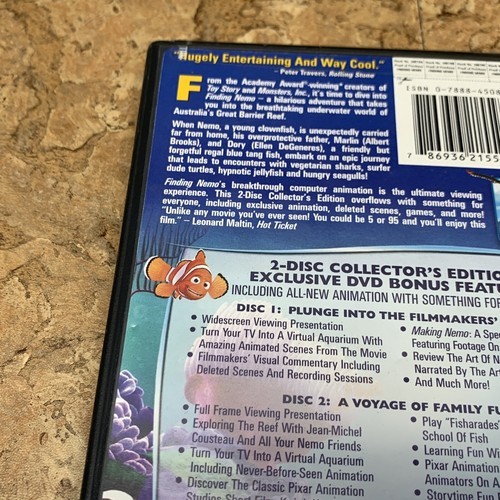 "Hugely Entertaining And Way Cool."
– Peter Travers, Rolling Stone
From the Academy Award®-winning creators of
Toy Story and Monsters, Inc., it's time to dive into
Finding Nemo – a hilarious adventure that takes
you into the breathtaking underwater world of
Australia's Great Barrier Reef.
When Nemo, a young clownfish, is unexpectedly carried
far from home, his overprotective father, Marlin (Albert
Brooks), and Dory (Ellen DeGeneres), a friendly but
forgetful regal blue tang fish, embark on an epic journey
that leads to encounters with vegetarian sharks, surfer
dude turtles, hypnotic jellyfish and hungry seagulls!
Finding Nemo's breakthrough computer animation is the ultimate viewing
experience. This 2-Disc Collector's Edition overflows with something for
everyone, including exclusive animation, deleted scenes, games, and more!
"Unlike any movie you've ever seen! You could be 5 or 95 and you'll enjoy this
film." – Leonard Maltin, Hot Ticket
ISBN 0-7888-4508
7 86936 2155
2-DISC COLLECTOR'S EDITIO
EXCLUSIVE DVD BONUS FEATU
INCLUDING ALL-NEW ANIMATION WITH SOMETHING FOR
DISC 1: PLUNGE INTO THE FILMMAKERS'
• Widescreen Viewing Presentation
• Turn Your TV Into A Virtual Aquarium With
Amazing Animated Scenes From The Movie
• Filmmakers' Visual Commentary Including
Deleted Scenes And Recording Sessions
• Making Nemo: A Spe
Featuring Footage On
• Review The Art Of N
Narrated By The Art
• And Much More!
DISC 2: A VOYAGE OF FAMILY FU
• Full Frame Viewing Presentation
• Exploring The Reef With Jean-Michel
Cousteau And All Your Nemo Friends
• Turn Your TV Into A Virtual Aquarium
Including Never-Before-Seen Animation
• Discover The Classic Pixar Animation
Studios Short Film
• Play "Fisharades"
School Of Fish
• Learning Fun Wi
• Pixar Animation
Animators On A
• Storytime Fun